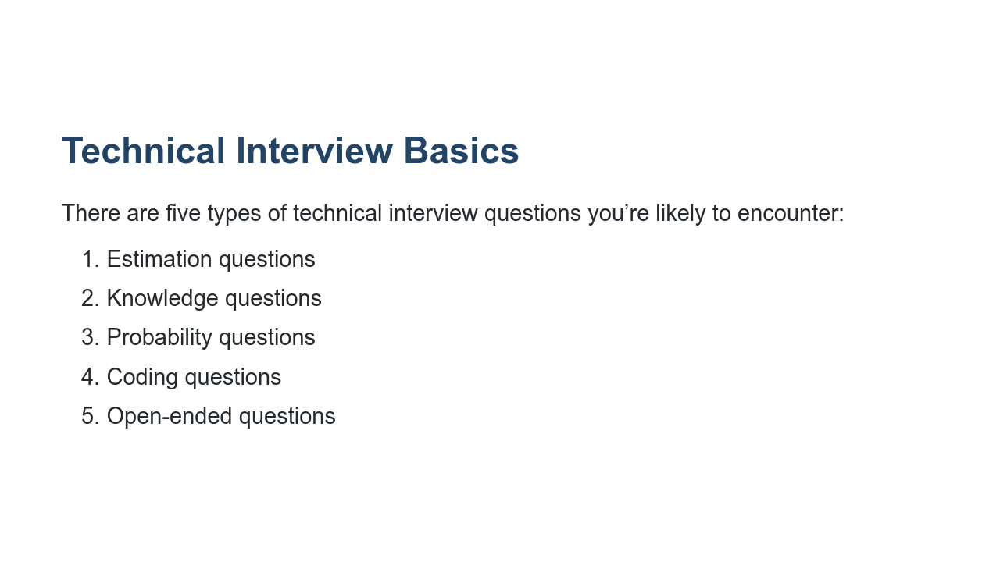 Technical Interview Basics
There are five types of technical interview questions you’re likely to encounter:
1. Estimation questions
2. Knowledge questions
3. Probability questions
4. Coding questions
5. Open-ended questions